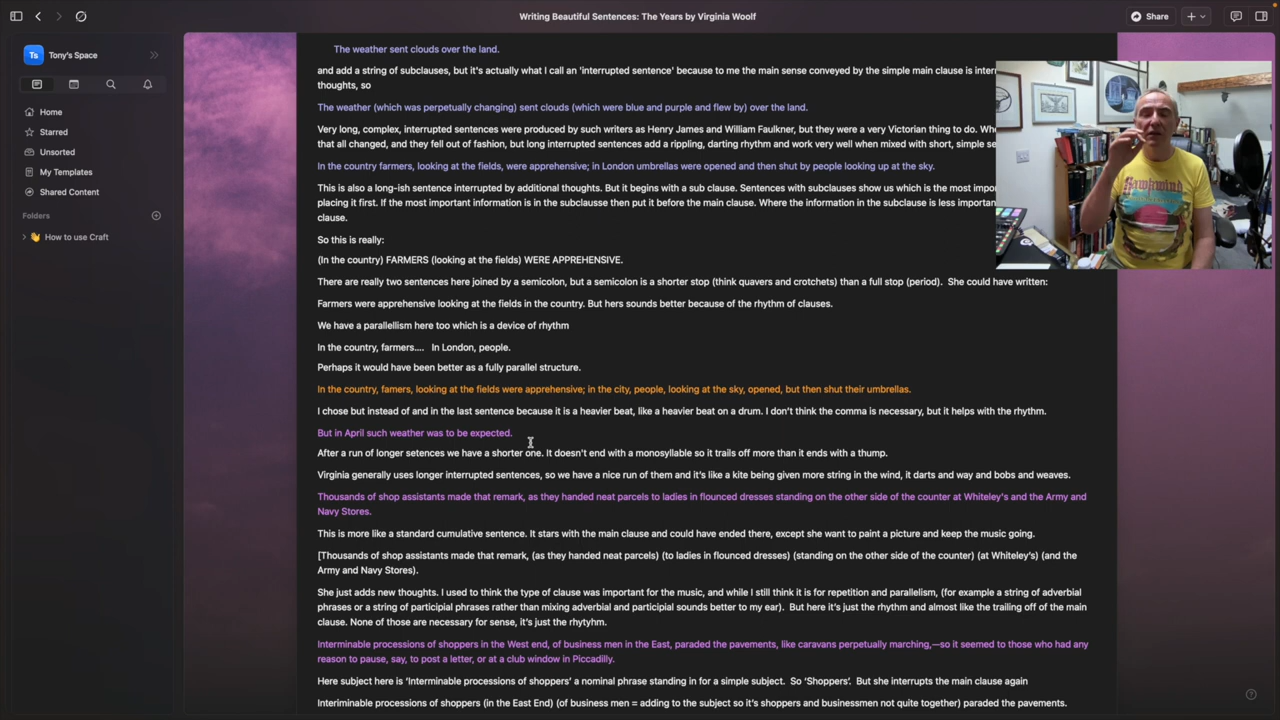 Writing Beautiful Sentences: The Years by Virginia Woolf
Share
Ts
Tony's Space
Home
Starred
Unsorted
My Templates
Shared Content
Folders
👋 How to use Craft
The weather sent clouds over the land.
and add a string of subclauses, but it's actually what I call an 'interrupted sentence' because to me the main sense conveyed by the simple main clause is
thoughts, so
The weather (which was perpetually changing) sent clouds (which were blue and purple and flew by) over the land.
Very long, complex, interrupted sentences were produced by such writers as Henry James and William Faulkner, but they were a very Victorian thing to do.
that all changed, and they fell out of fashion, but long interrupted sentences add a rippling, darting rhythm and work very well when mixed with short, simple
In the country farmers, looking at the fields, were apprehensive; in London umbrellas were opened and then shut by people looking up at the sky.
This is also a long-ish sentence interrupted by additional thoughts. But it begins with a sub clause. Sentences with subclauses show us which is the most
placing it first. If the most important information is in the subclausse then put it before the main clause. Where the information in the subclause is less
clause.
So this is really:
(In the country) FARMERS (looking at the fields) WERE APPREHENSIVE.
There are really two sentences here joined by a semicolon, but a semicolon is a shorter stop (think quavers and crotchets) than a full stop (period). She could have written:
Farmers were apprehensive looking at the fields in the country. But hers sounds better because of the rhythm of clauses.
We have a parallellism here too which is a device of rhythm
In the country, farmers.... In London, people.
Perhaps it would have been better as a fully parallel structure.
In the country, famers, looking at the fields were apprehensive; in the city, people, looking at the sky, opened, but then shut their umbrellas.
I chose but instead of and in the last sentence because it is a heavier beat, like a heavier beat on a drum. I don't think the comma is necessary, but it helps with the rhythm.
But in April such weather was to be expected.
After a run of longer setences we have a shorter one. It doesn't end with a monosyllable so it trails off more than it ends with a thump.
Virginia generally uses longer interrupted sentences, so we have a nice run of them and it's like a kite being given more string in the wind, it darts and way and bobs and weaves.
Thousands of shop assistants made that remark, as they handed neat parcels to ladies in flounced dresses standing on the other side of the counter at Whiteley's and the Army and
Navy Stores.
This is more like a standard cumulative sentence. It stars with the main clause and could have ended there, except she want to paint a picture and keep the music going.
[Thousands of shop assistants made that remark, (as they handed neat parcels) (to ladies in flounced dresses) (standing on the other side of the counter) (at Whiteley's) (and the
Army and Navy Stores).
She just adds new thoughts. I used to think the type of clause was important for the music, and while I still think it is for repetition and parallelism, (for example a string of adverbial
phrases or a string of participial phrases rather than mixing adverbial and participial sounds better to my ear). But here it's just the rhythm and almost like the trailing off of the main
clause. None of those are necessary for sense, it's just the rhytyhm.
Interminable processions of shoppers in the West end, of business men in the East, paraded the pavements, like caravans perpetually marching,—so it seemed to those who had any
reason to pause, say, to post a letter, or at a club window in Piccadilly.
Here subject here is 'Interminable processions of shoppers' a nominal phrase standing in for a simple subject. So 'Shoppers'. But she interrupts the main clause again
Interiminable processions of shoppers (in the East End) (of business men = adding to the subject so it's shoppers and businessmen not quite together) paraded the pavements.